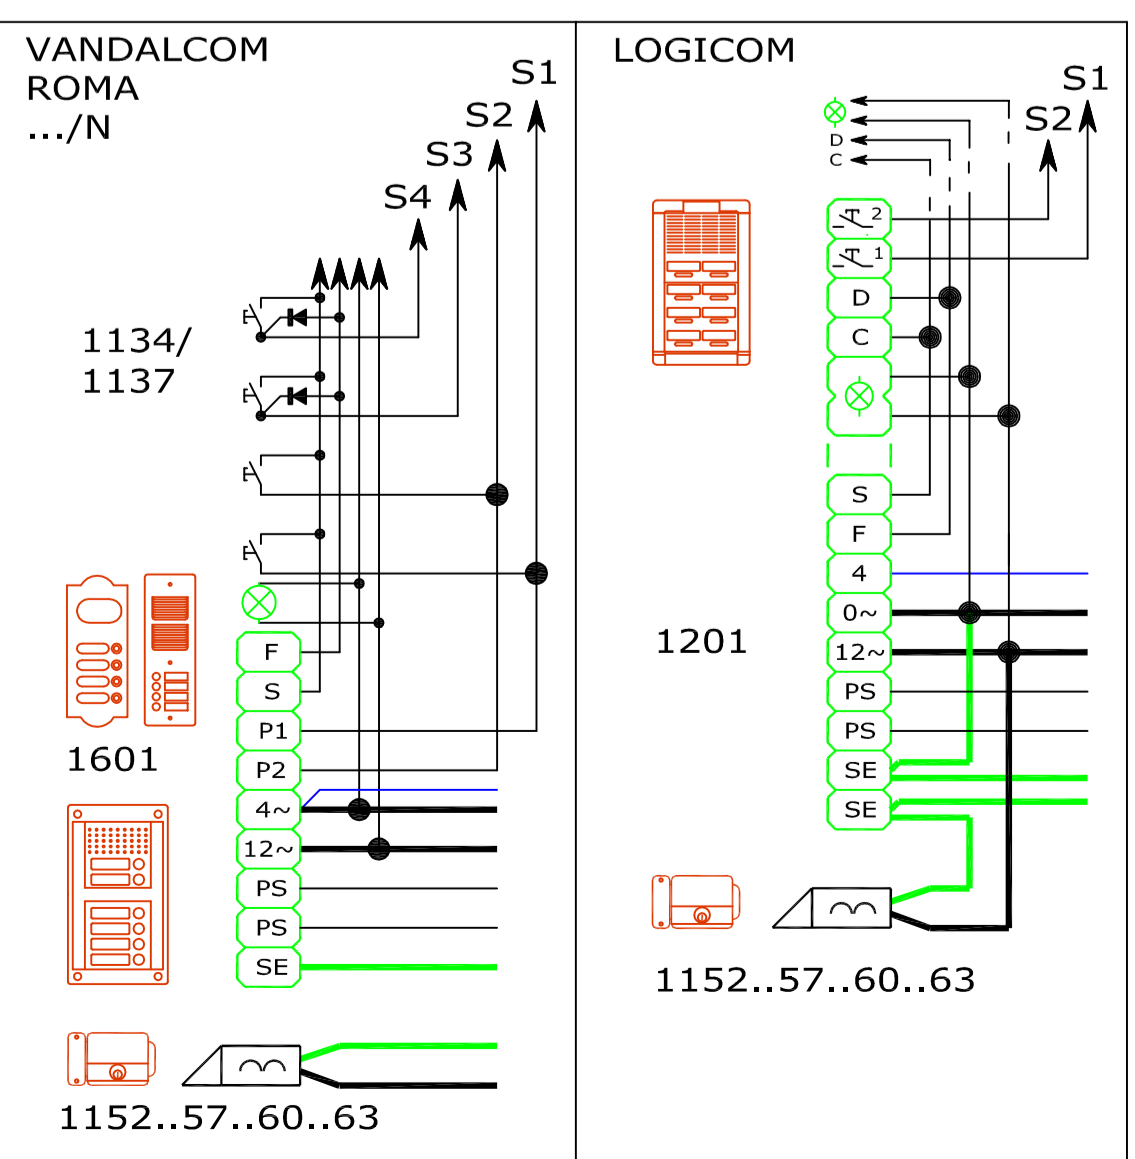 VANDALCOM
ROMA
.../N
S1
S2
S3
S4
1134/
1137
F
S
P1
P2
4~
12~
PS
PS
SE
1601
1152..57..60..63
LOGICOM
S1
S2
D
C
2
1
D
C
S
F
4
0~
12~
PS
PS
SE
SE
1201
1152..57..60..63